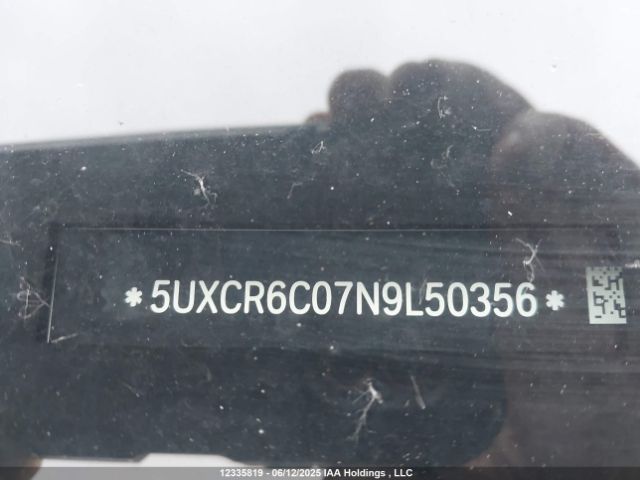 *5UXCR6C07N9L50356*
12335819 - 06/12/2025 IAA Holdings , LLC